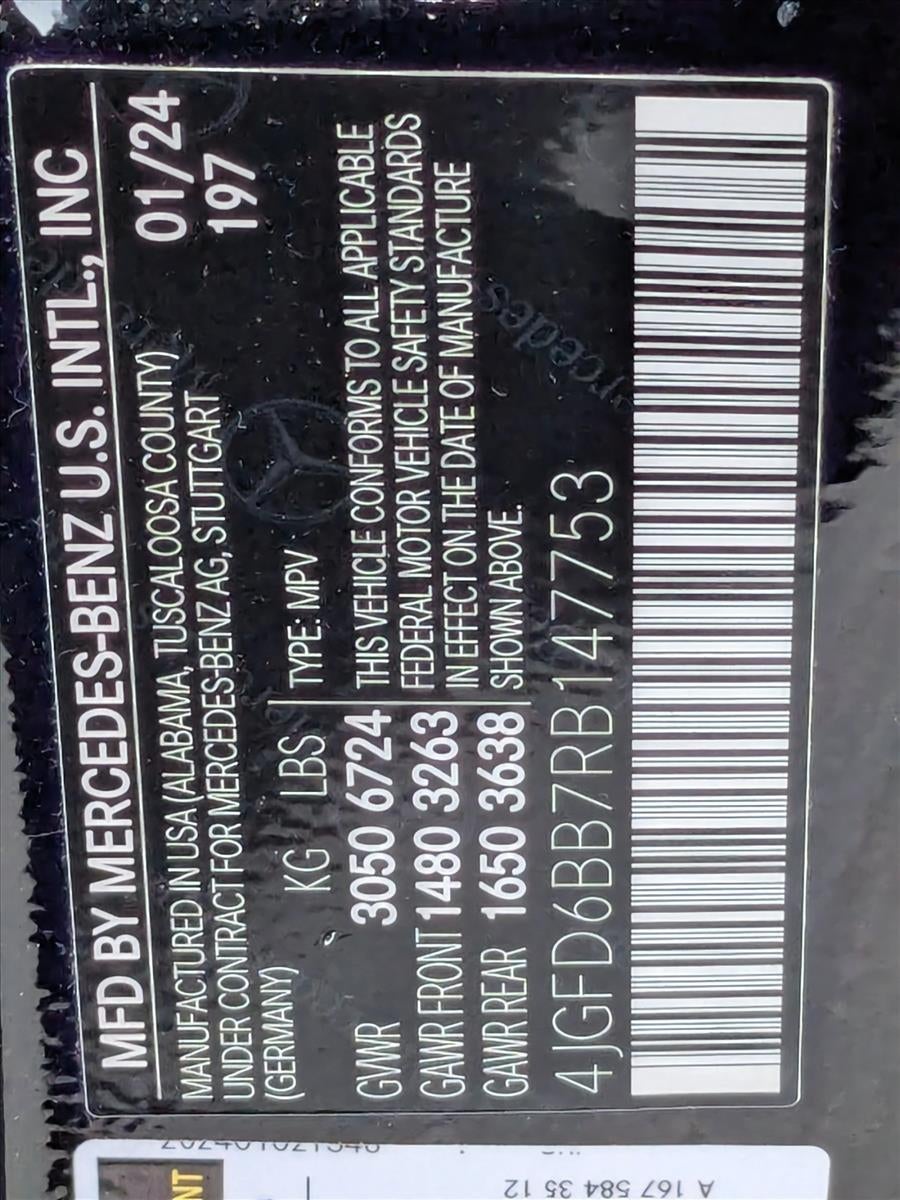 MFD BY MERCEDES-BENZ U.S. INTL., INC
MANUFACTURED IN USA (ALABAMA, TUSCALOOSA COUNTY) 01/24
UNDER CONTRACT FOR MERCEDES-BENZ AG, STUTTGART 197
(GERMANY)
KG LBS TYPE: MPV
GVWR 3050 6724 THIS VEHICLE CONFORMS TO ALL APPLICABLE
GAWR FRONT 1480 3263 FEDERAL MOTOR VEHICLE SAFETY STANDARDS
GAWR REAR 1650 3638 IN EFFECT ON THE DATE OF MANUFACTURE
SHOWN ABOVE.
4JGFD6BB7RB147753
A 167 584 35 12